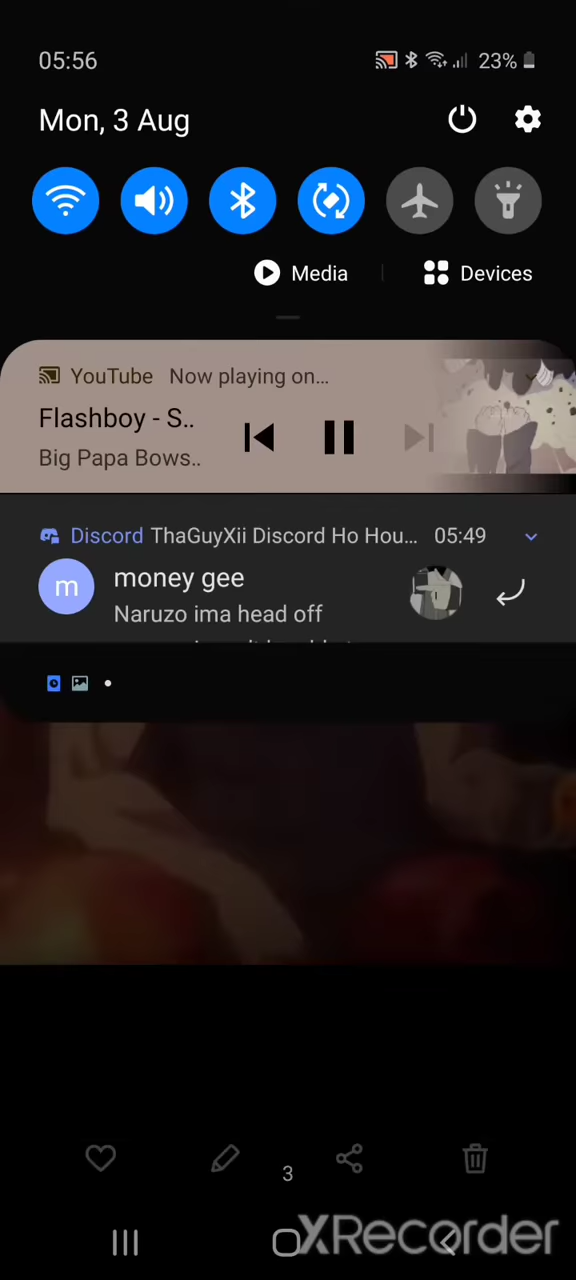 05:56 23%
Mon, 3 Aug
Media Devices
YouTube Now playing on...
Flashboy - S..
Big Papa Bows..
Discord ThaGuyXii Discord Ho Hou... 05:49
m money gee
Naruzo ima head off
3
XRecorder